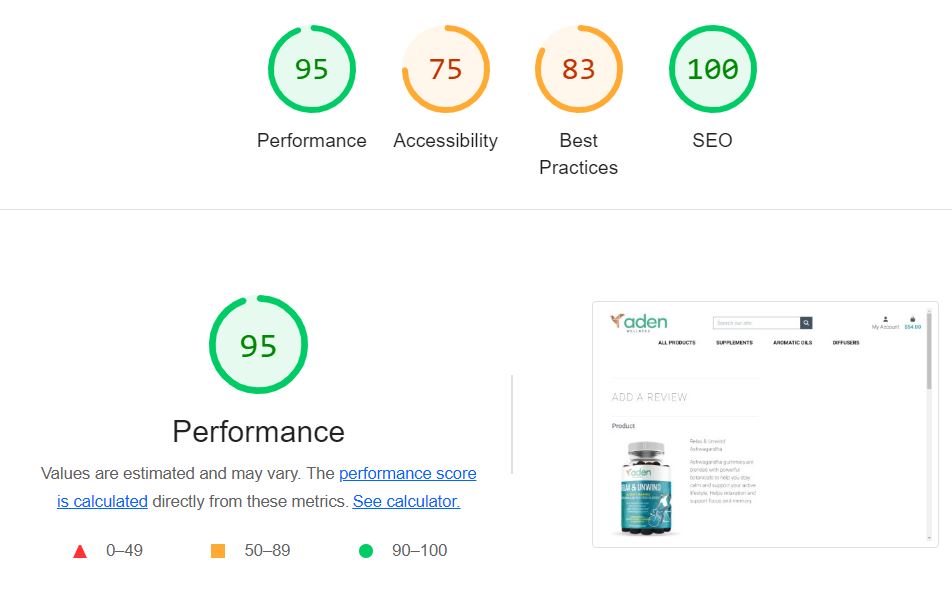 95
75
83
100
Performance
Accessibility
Best
Practices
SEO
95
Performance
Values are estimated and may vary. The performance score
is calculated directly from these metrics. See calculator.
0–49
50–89
90–100
aden
WELLNESS
Search our site
My Account
ALL PRODUCTS
SUPPLEMENTS
AROMATIC OILS
DIFFUSERS
ADD A REVIEW
Product
Relax & Unwind
Ashwagandha
Ashwagandha gummies are
blended with powerful
botanicals to help you stay
calm and support your active
lifestyle. Helps relaxation and
support focus and memory.
aden
RELAX & UNWIND